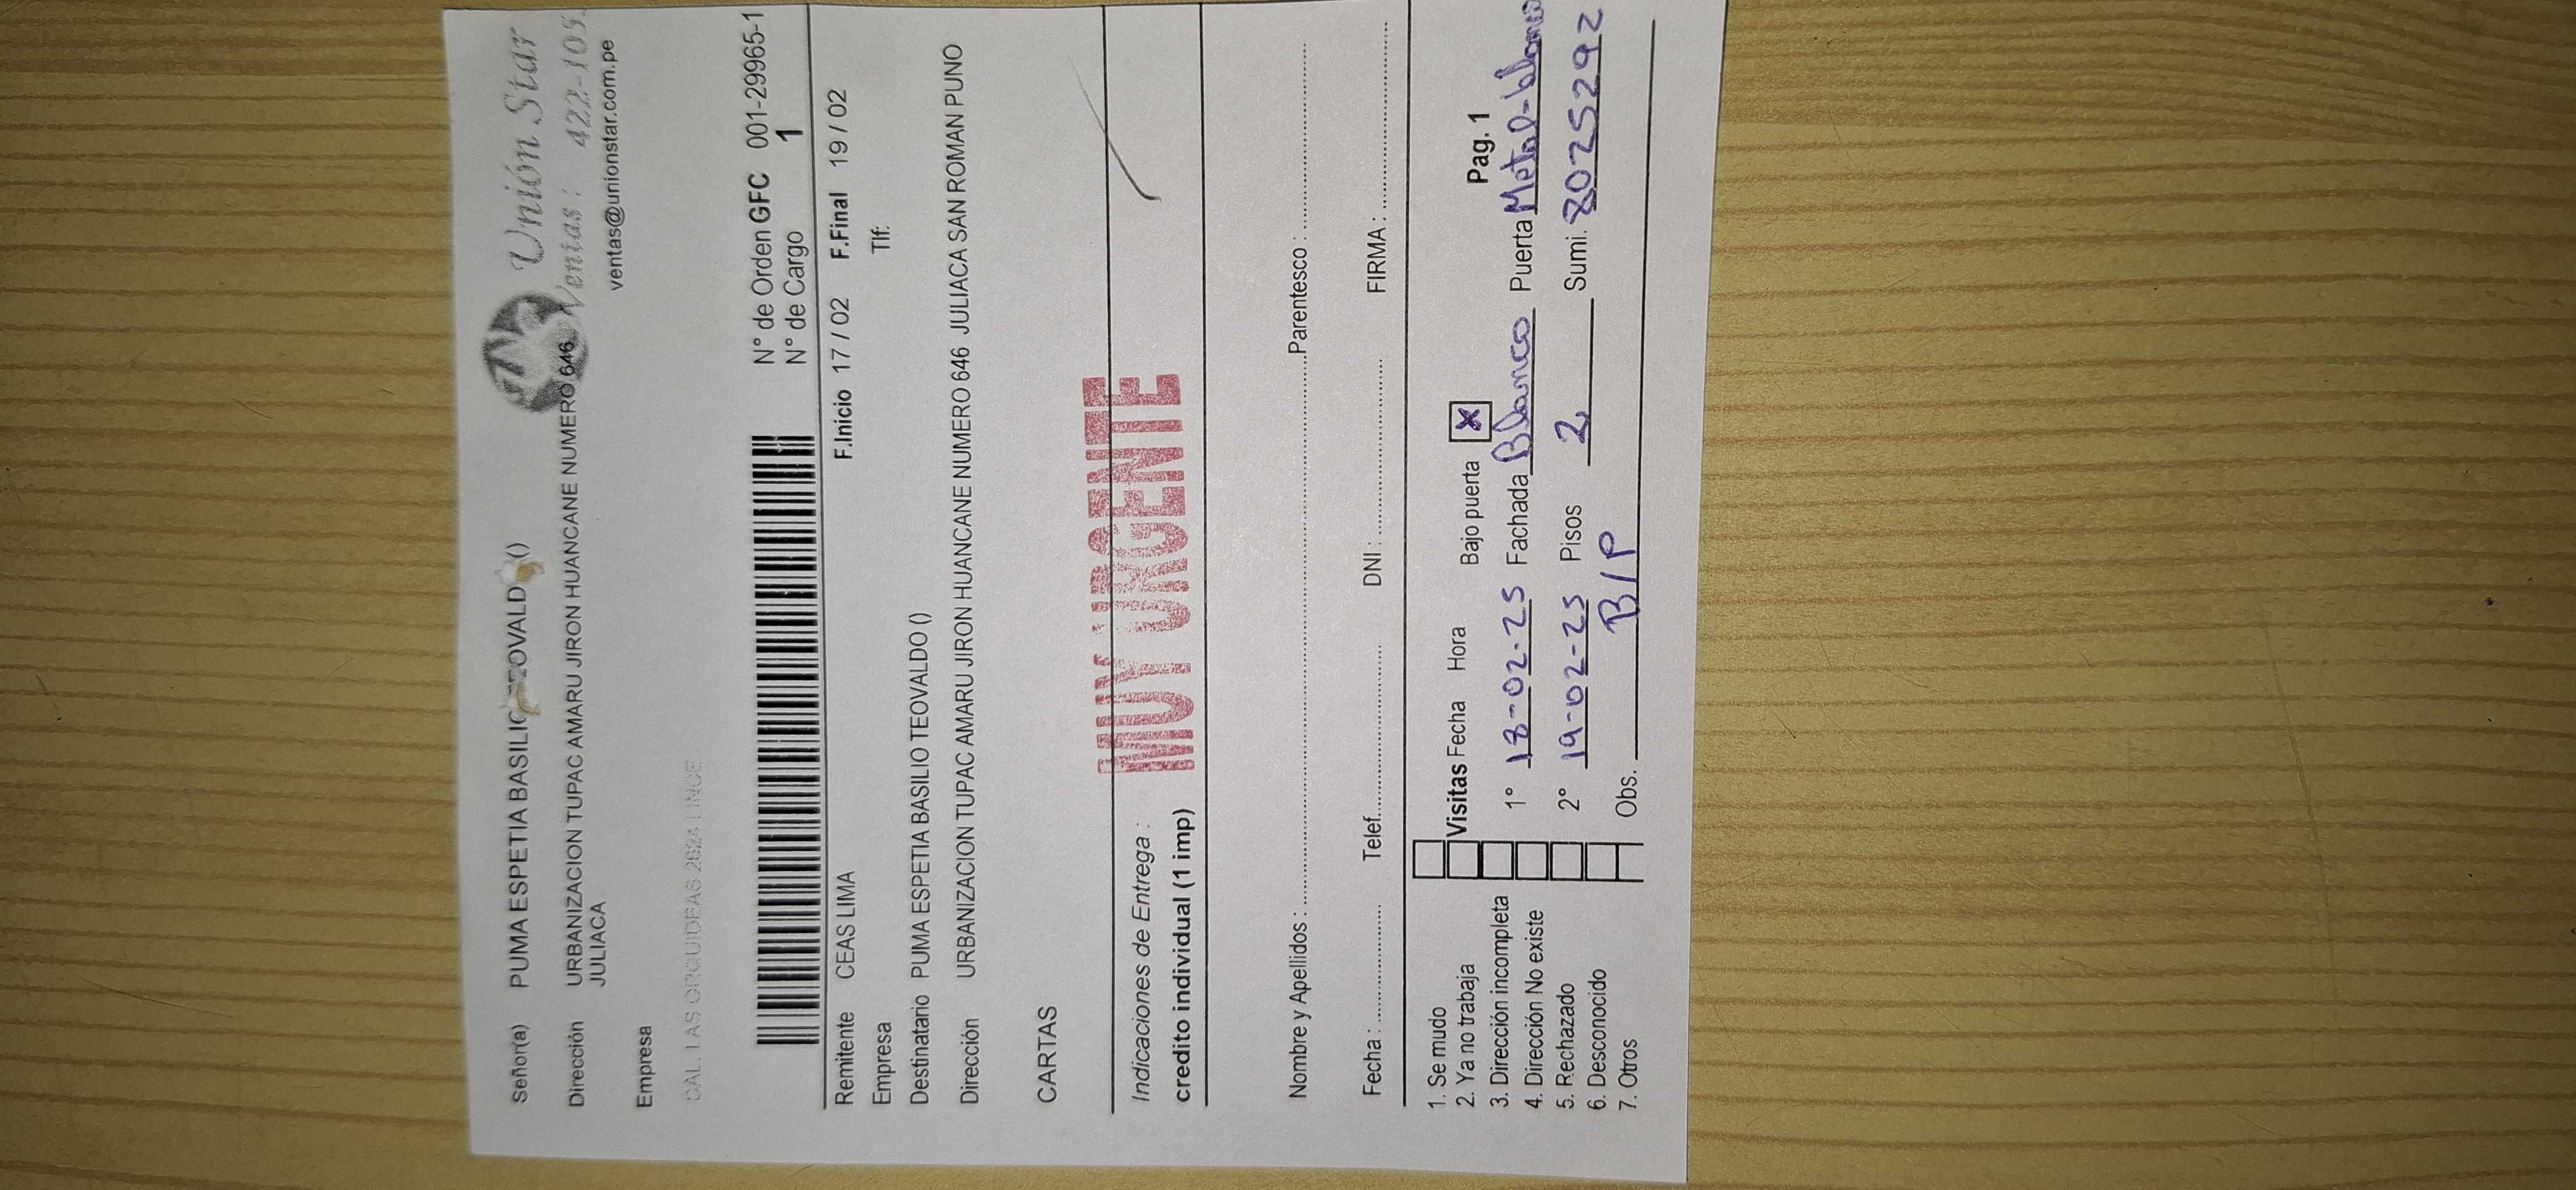 Señor(a) PUMA ESPETIA BASILIO TEOVALDO ()
Unión Star
Ventas : 422-105
ventas@unionstar.com.pe
Dirección URBANIZACION TUPAC AMARU JIRON HUANCANE NUMERO 646
JULIACA
Empresa
CAL. LAS ORQUIDEAS 2624 LINCE
N° de Orden GFC 001-29965-1
N° de Cargo 1
Remitente CEAS LIMA F.Inicio 17 / 02 F.Final 19 / 02
Empresa Tlf:
Destinatario PUMA ESPETIA BASILIO TEOVALDO ()
Dirección URBANIZACION TUPAC AMARU JIRON HUANCANE NUMERO 646 JULIACA SAN ROMAN PUNO
CARTAS
MUY URGENTE
Indicaciones de Entrega :
credito individual (1 imp)
Nombre y Apellidos : Parentesco :
Fecha : Telef. DNI : FIRMA :
1. Se mudo
2. Ya no trabaja
3. Dirección incompleta
4. Dirección No existe
5. Rechazado
6. Desconocido
7. Otros
Visitas Fecha Hora Bajo puerta X Pag. 1
1° 18-02-25 Fachada Blanco Puerta Metal-blanco
2° 19-02-25 Pisos 2 Sumi. 8025292
Obs. B/P